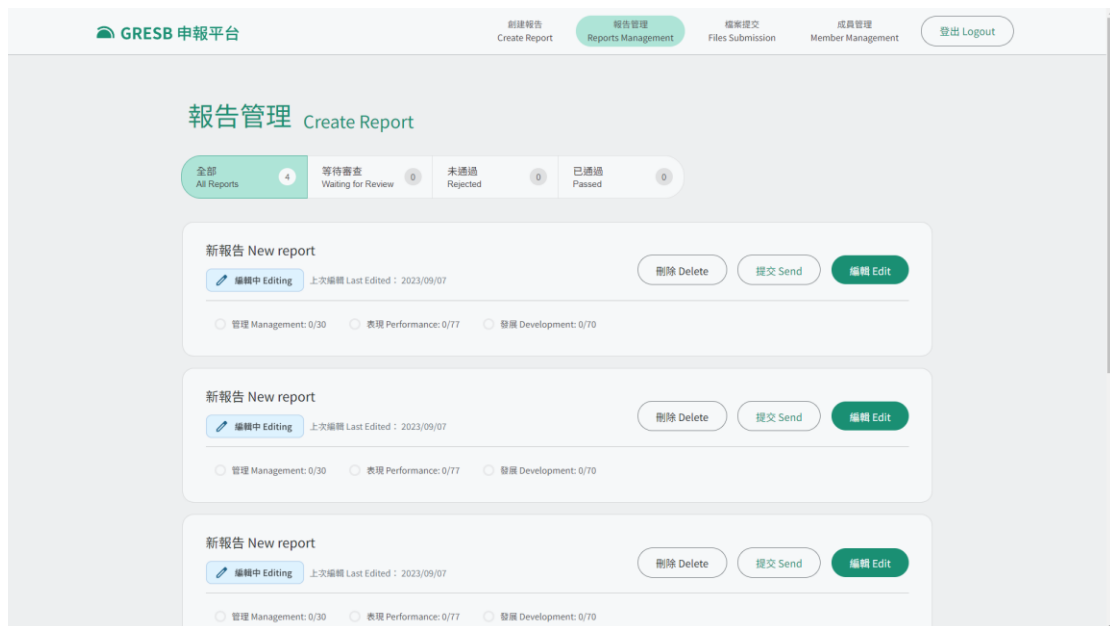 GRESB 申報平台
創建報告
Create Report
報告管理
Reports Management
檔案提交
Files Submission
成員管理
Member Management
登出 Logout
報告管理 Create Report
全部
All Reports
4
等待審查
Waiting for Review
0
未通過
Rejected
0
已通過
Passed
0
新報告 New report
刪除 Delete
提交 Send
編輯 Edit
編輯中 Editing
上次編輯 Last Edited： 2023/09/07
管理 Management: 0/30
表現 Performance: 0/77
發展 Development: 0/70
新報告 New report
刪除 Delete
提交 Send
編輯 Edit
編輯中 Editing
上次編輯 Last Edited： 2023/09/07
管理 Management: 0/30
表現 Performance: 0/77
發展 Development: 0/70
新報告 New report
刪除 Delete
提交 Send
編輯 Edit
編輯中 Editing
上次編輯 Last Edited： 2023/09/07
管理 Management: 0/30
表現 Performance: 0/77
發展 Development: 0/70